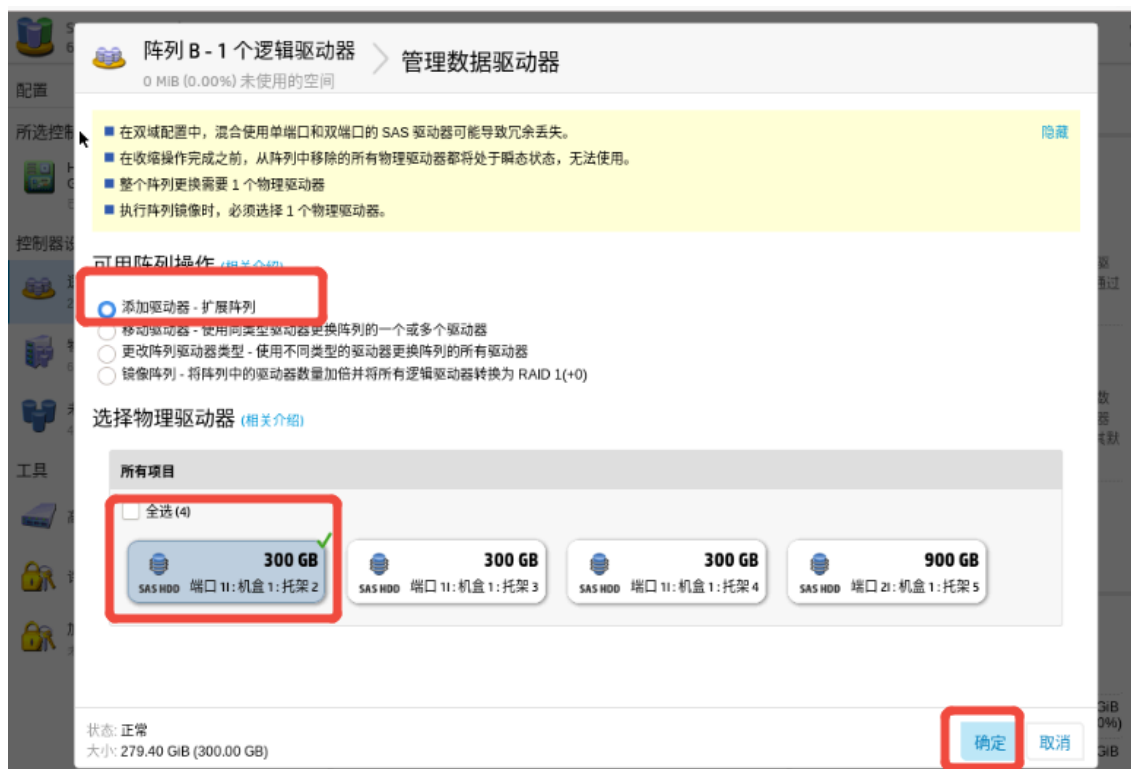 阵列 B - 1 个逻辑驱动器
管理数据驱动器
0 MiB (0.00%) 未使用的空间
配置
所选控制
■ 在双域配置中，混合使用单端口和双端口的 SAS 驱动器可能导致冗余丢失。
隐藏
■ 在收缩操作完成之前，从阵列中移除的所有物理驱动器都将处于瞬态状态，无法使用。
■ 整个阵列更换需要 1 个物理驱动器
■ 执行阵列镜像时，必须选择 1 个物理驱动器。
控制器设
可用阵列操作 (相关介绍)
添加驱动器 - 扩展阵列
移动驱动器 - 使用同类型驱动器更换阵列的一个或多个驱动器
更改阵列驱动器类型 - 使用不同类型的驱动器更换阵列的所有驱动器
镜像阵列 - 将阵列中的驱动器数量加倍并将所有逻辑驱动器转换为 RAID 1(+0)
选择物理驱动器 (相关介绍)
工具
所有项目
全选 (4)
300 GB
SAS HDD 端口 1I: 机盒 1: 托架 2
300 GB
SAS HDD 端口 1I: 机盒 1: 托架 3
300 GB
SAS HDD 端口 1I: 机盒 1: 托架 4
900 GB
SAS HDD 端口 2I: 机盒 1: 托架 5
状态: 正常
大小: 279.40 GiB (300.00 GB)
确定
取消
GiB
0%)
GiB